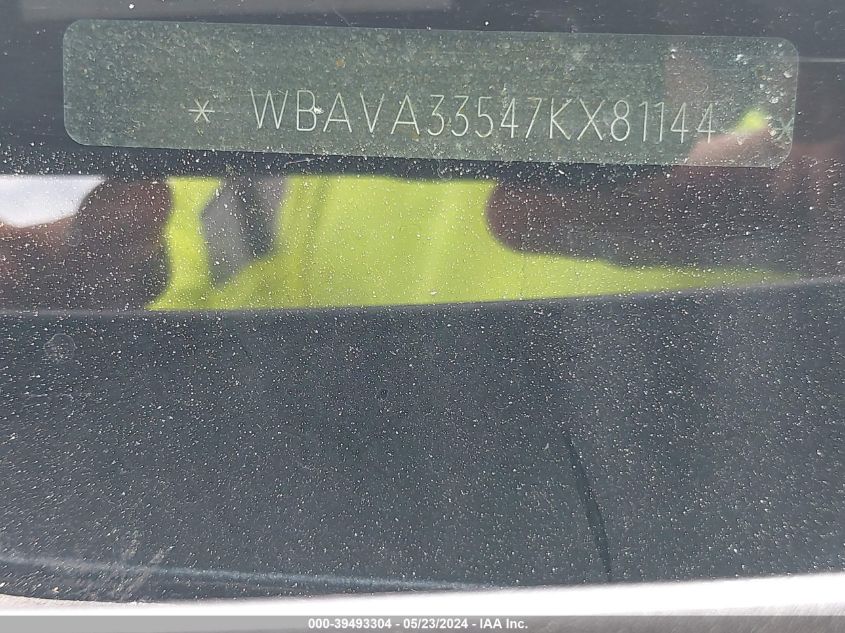 * WBAVA33547KX81144 *
000-39493304 - 05/23/2024 - IAA Inc.